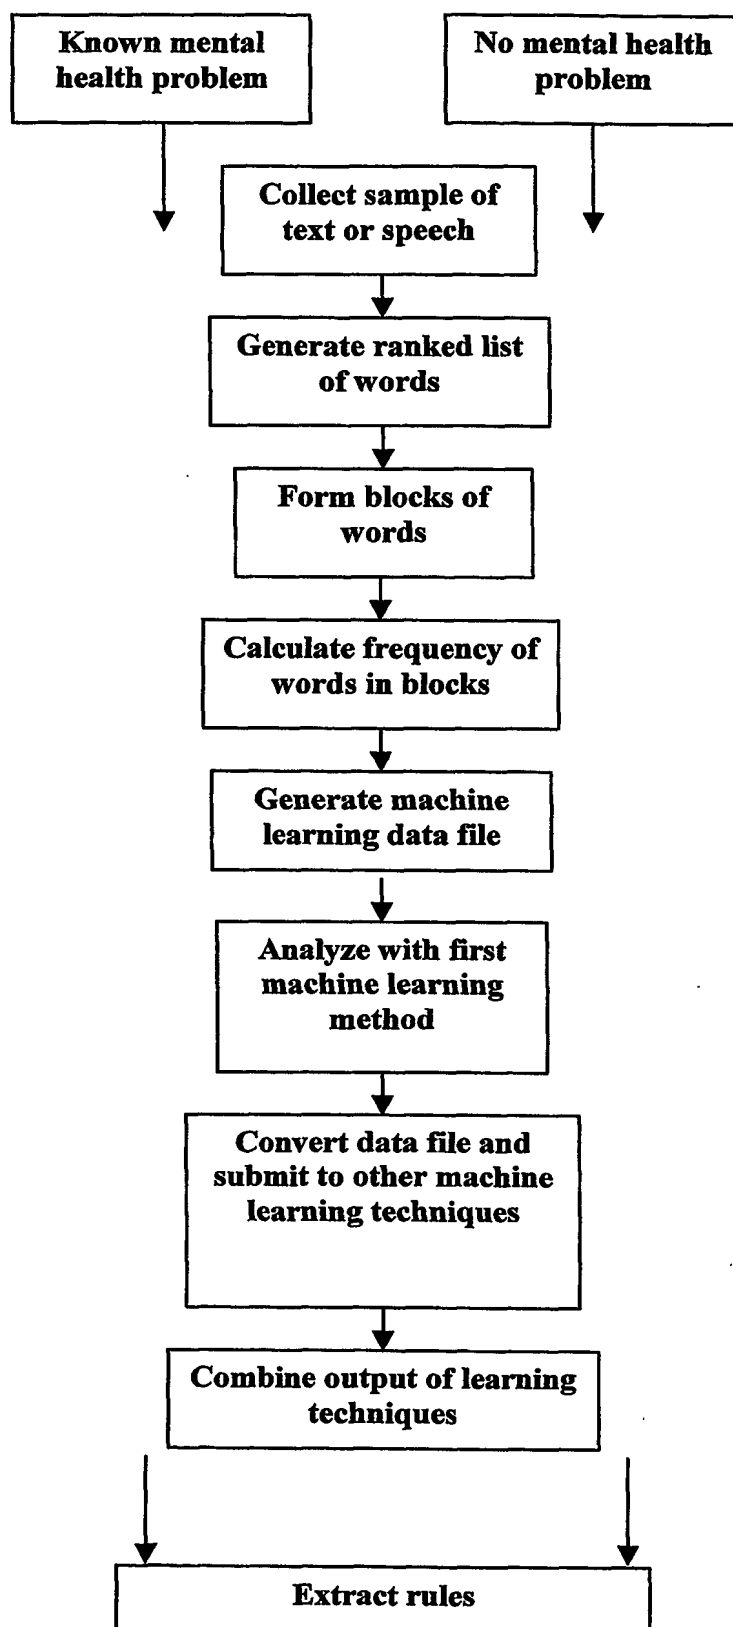 Known mental
health problem
No mental health
problem
Collect sample of
text or speech
Generate ranked list
of words
Form blocks of
words
Calculate frequency of
words in blocks
Generate machine
learning data file
Analyze with first
machine learning
method
Convert data file and
submit to other machine
learning techniques
Combine output of learning
techniques
Extract rules